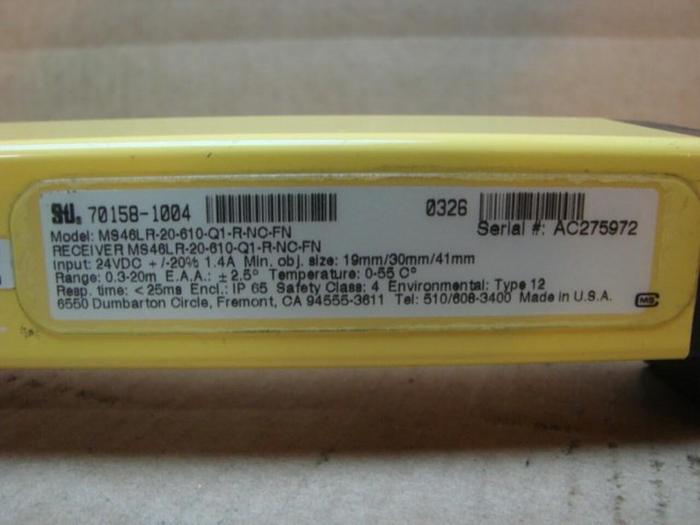 STI. 70158-1004 0326
Serial #: AC275972
Model: MS46LR-20-610-Q1-R-NC-FN
RECEIVER MS46LR-20-610-Q1-R-NC-FN
Input: 24VDC +/-20% 1.4A Min. obj. size: 19mm/30mm/41mm
Range: 0.3-20m E.A.A.: ±2.5° Temperature: 0-55 C°
Resp. time: <25ms Encl.: IP 65 Safety Class: 4 Environmental: Type 12
6550 Dumbarton Circle, Fremont, CA 94555-3611 Tel: 510/608-3400 Made in U.S.A.
MS